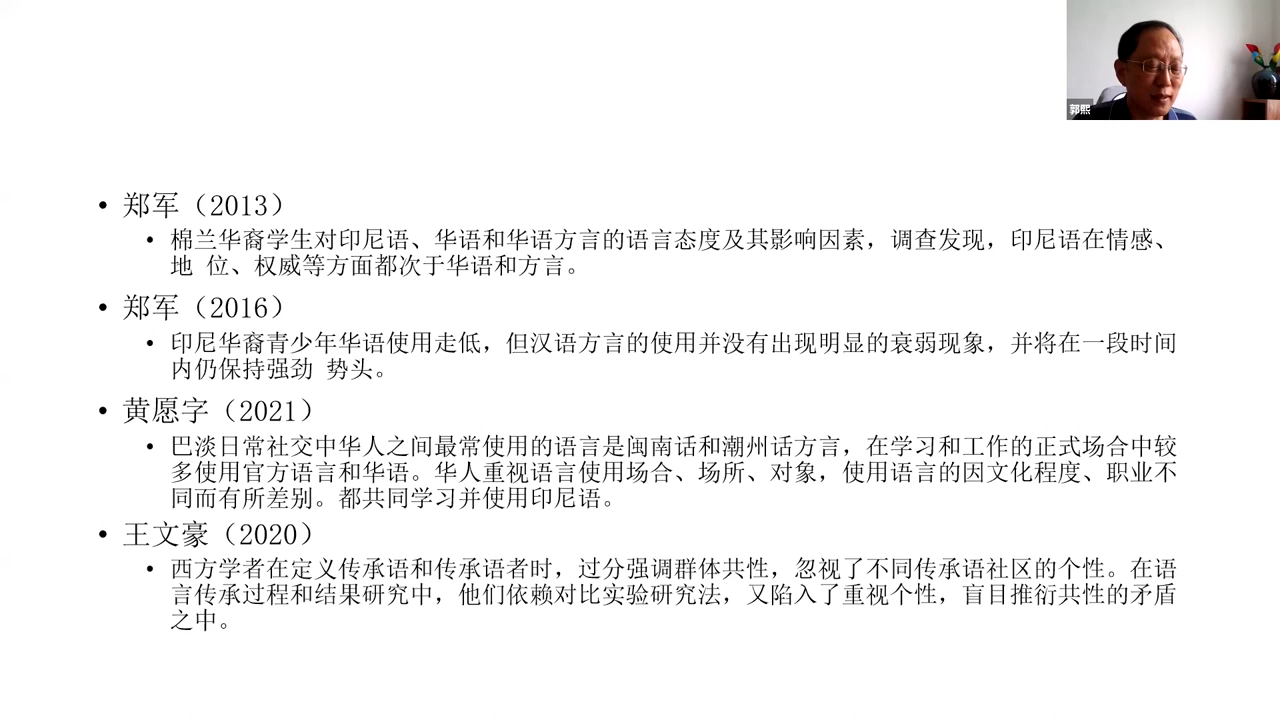 郭熙
• 郑军（2013）
• 棉兰华裔学生对印尼语、华语和华语方言的语言态度及其影响因素，调查发现，印尼语在情感、
地 位、权威等方面都次于华语和方言。
• 郑军（2016）
• 印尼华裔青少年华语使用走低，但汉语方言的使用并没有出现明显的衰弱现象，并将在一段时间
内仍保持强劲 势头。
• 黄愿字（2021）
• 巴淡日常社交中华人之间最常使用的语言是闽南话和潮州话方言，在学习和工作的正式场合中较
多使用官方语言和华语。华人重视语言使用场合、场所、对象，使用语言的因文化程度、职业不
同而有所差别。都共同学习并使用印尼语。
• 王文豪（2020）
• 西方学者在定义传承语和传承语者时，过分强调群体共性，忽视了不同传承语社区的个性。在语
言传承过程和结果研究中，他们依赖对比实验研究法，又陷入了重视个性，盲目推衍共性的矛盾
之中。